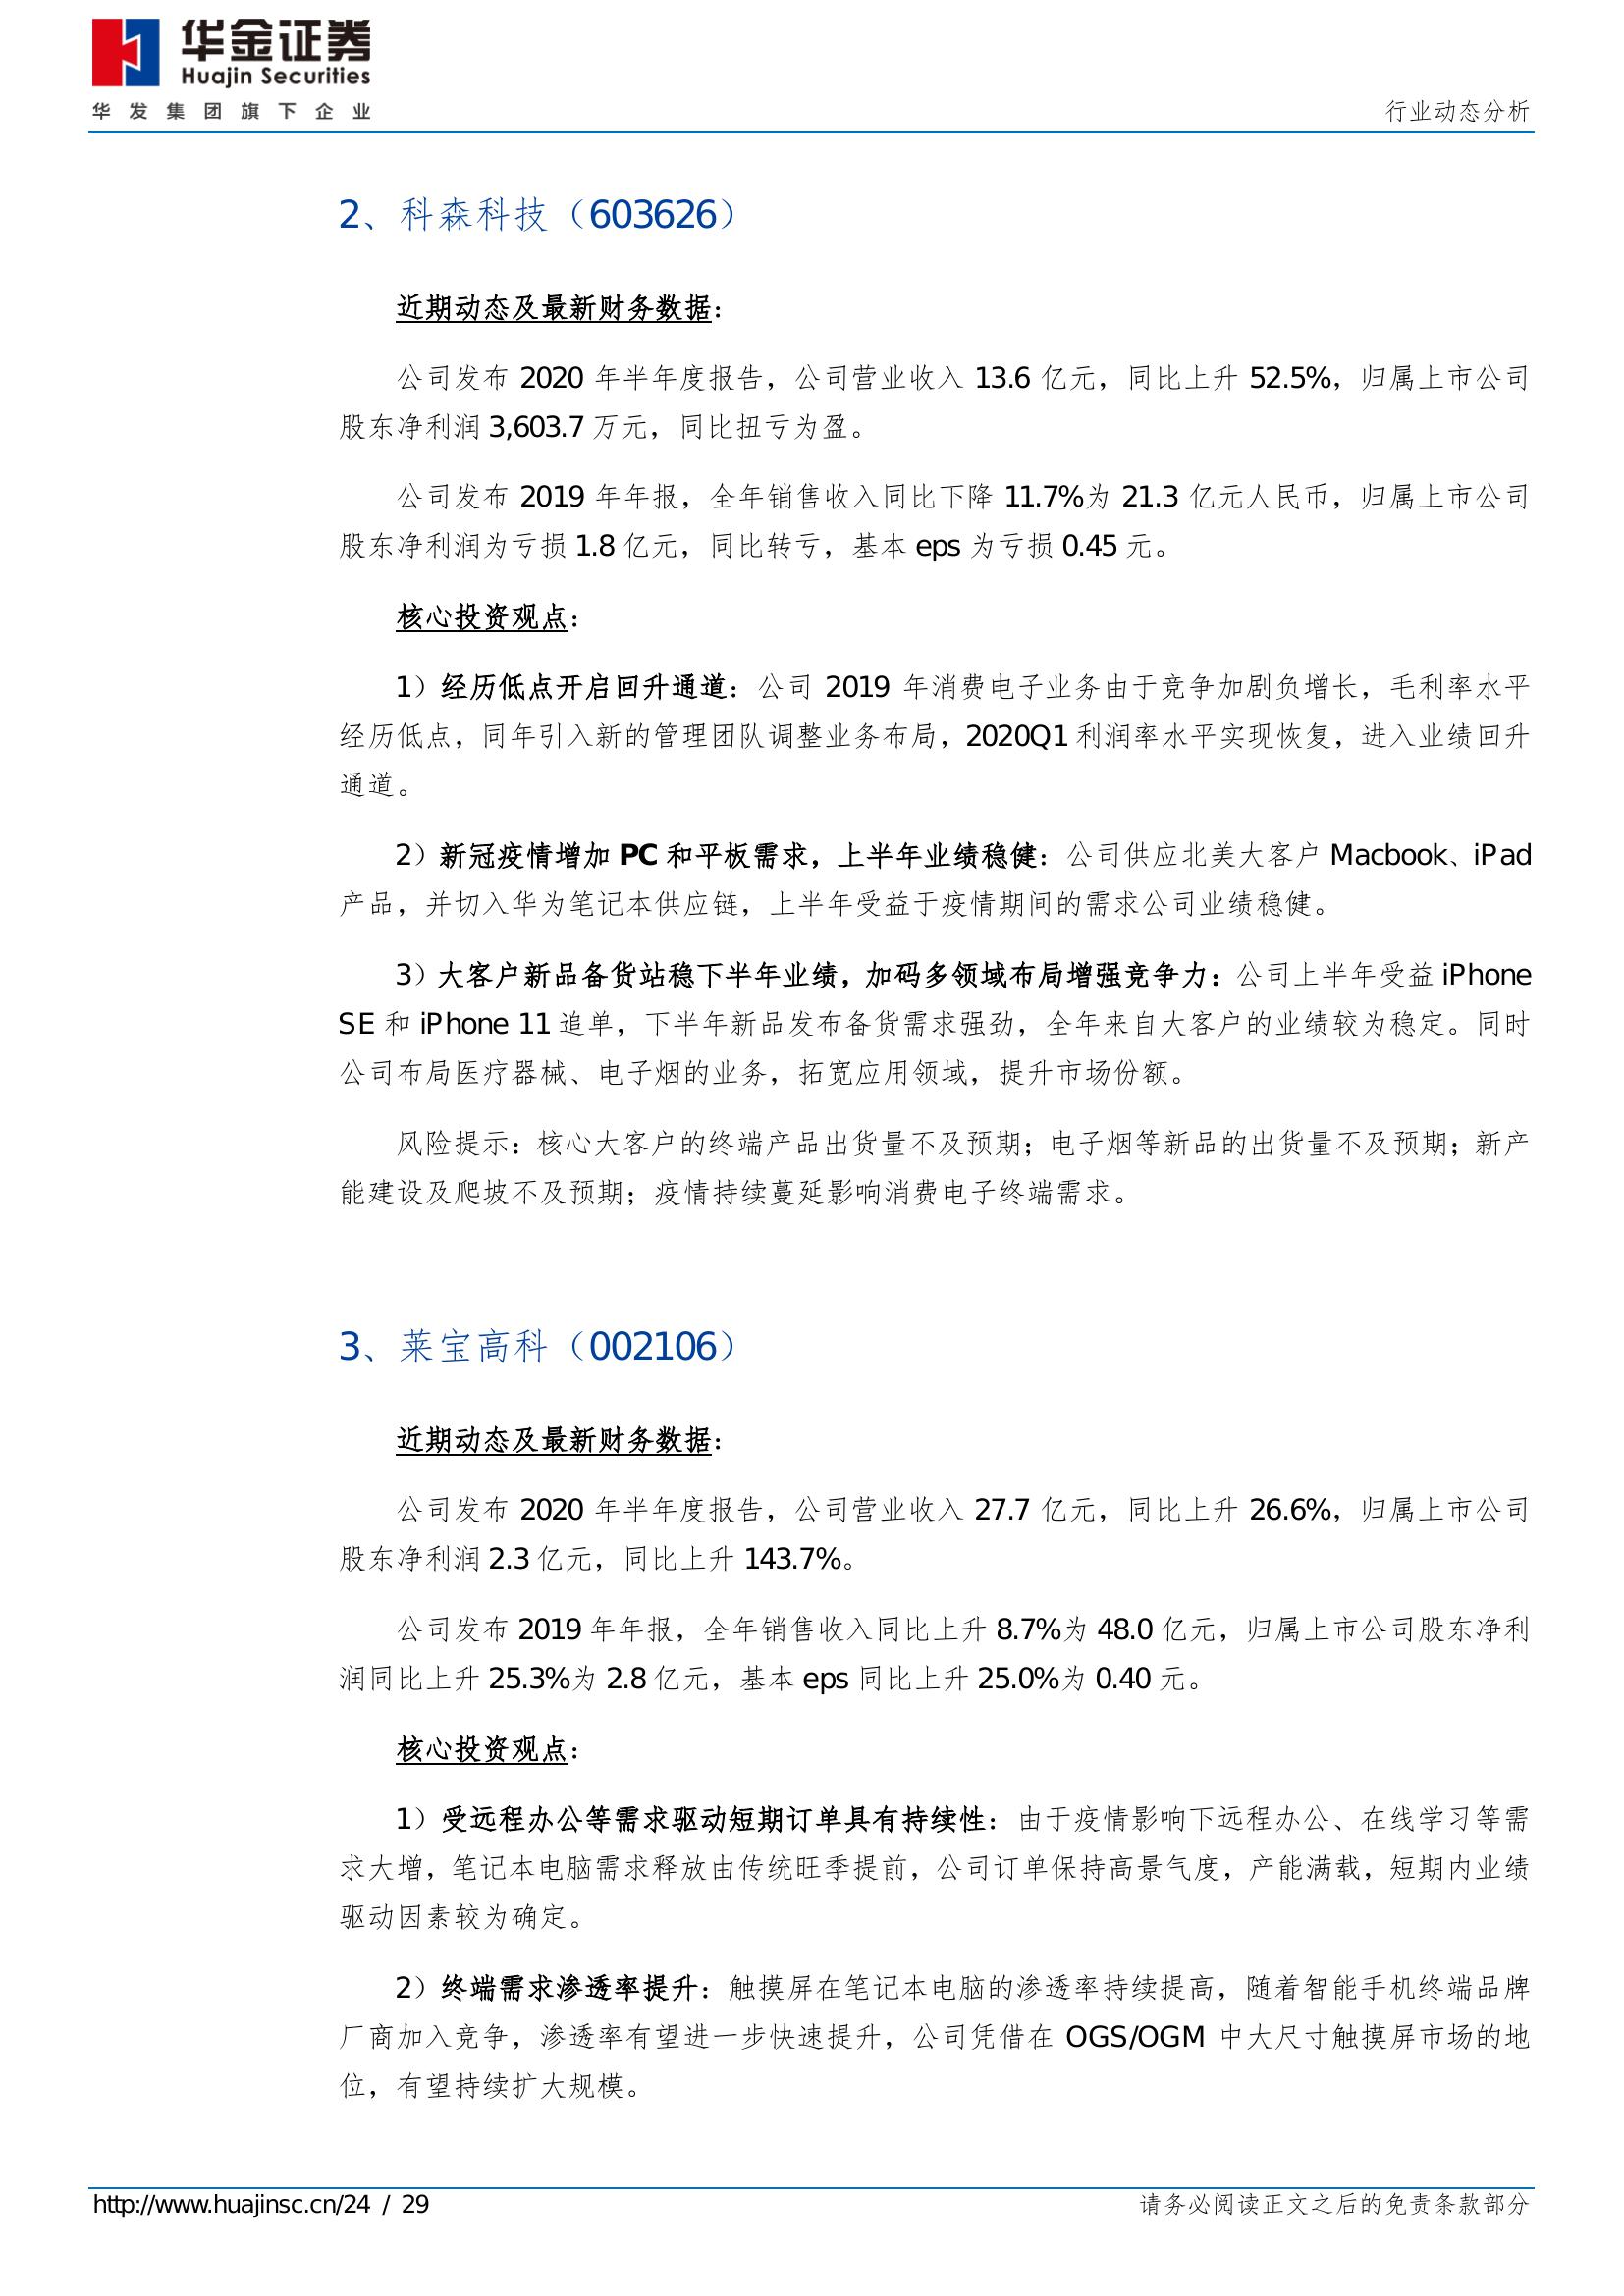 华金证券
Huajin Securities
华发集团旗下企业
行业动态分析
2、科森科技（603626）
近期动态及最新财务数据：
公司发布 2020 年半年度报告，公司营业收入 13.6 亿元，同比上升 52.5%，归属上市公司
股东净利润 3,603.7 万元，同比扭亏为盈。
公司发布 2019 年年报，全年销售收入同比下降 11.7%为 21.3 亿元人民币，归属上市公司
股东净利润为亏损 1.8 亿元，同比转亏，基本 eps 为亏损 0.45 元。
核心投资观点：
1）经历低点开启回升通道：公司 2019 年消费电子业务由于竞争加剧负增长，毛利率水平
经历低点，同年引入新的管理团队调整业务布局，2020Q1 利润率水平实现恢复，进入业绩回升
通道。
2）新冠疫情增加 PC 和平板需求，上半年业绩稳健：公司供应北美大客户 Macbook、iPad
产品，并切入华为笔记本供应链，上半年受益于疫情期间的需求公司业绩稳健。
3）大客户新品备货站稳下半年业绩，加码多领域布局增强竞争力：公司上半年受益 iPhone
SE 和 iPhone 11 追单，下半年新品发布备货需求强劲，全年来自大客户的业绩较为稳定。同时
公司布局医疗器械、电子烟的业务，拓宽应用领域，提升市场份额。
风险提示：核心大客户的终端产品出货量不及预期；电子烟等新品的出货量不及预期；新产
能建设及爬坡不及预期；疫情持续蔓延影响消费电子终端需求。
3、莱宝高科（002106）
近期动态及最新财务数据：
公司发布 2020 年半年度报告，公司营业收入 27.7 亿元，同比上升 26.6%，归属上市公司
股东净利润 2.3 亿元，同比上升 143.7%。
公司发布 2019 年年报，全年销售收入同比上升 8.7%为 48.0 亿元，归属上市公司股东净利
润同比上升 25.3%为 2.8 亿元，基本 eps 同比上升 25.0%为 0.40 元。
核心投资观点：
1）受远程办公等需求驱动短期订单具有持续性：由于疫情影响下远程办公、在线学习等需
求大增，笔记本电脑需求释放由传统旺季提前，公司订单保持高景气度，产能满载，短期内业绩
驱动因素较为确定。
2）终端需求渗透率提升：触摸屏在笔记本电脑的渗透率持续提高，随着智能手机终端品牌
厂商加入竞争，渗透率有望进一步快速提升，公司凭借在 OGS/OGM 中大尺寸触摸屏市场的地
位，有望持续扩大规模。
http://www.huajinsc.cn/24 / 29
请务必阅读正文之后的免责条款部分